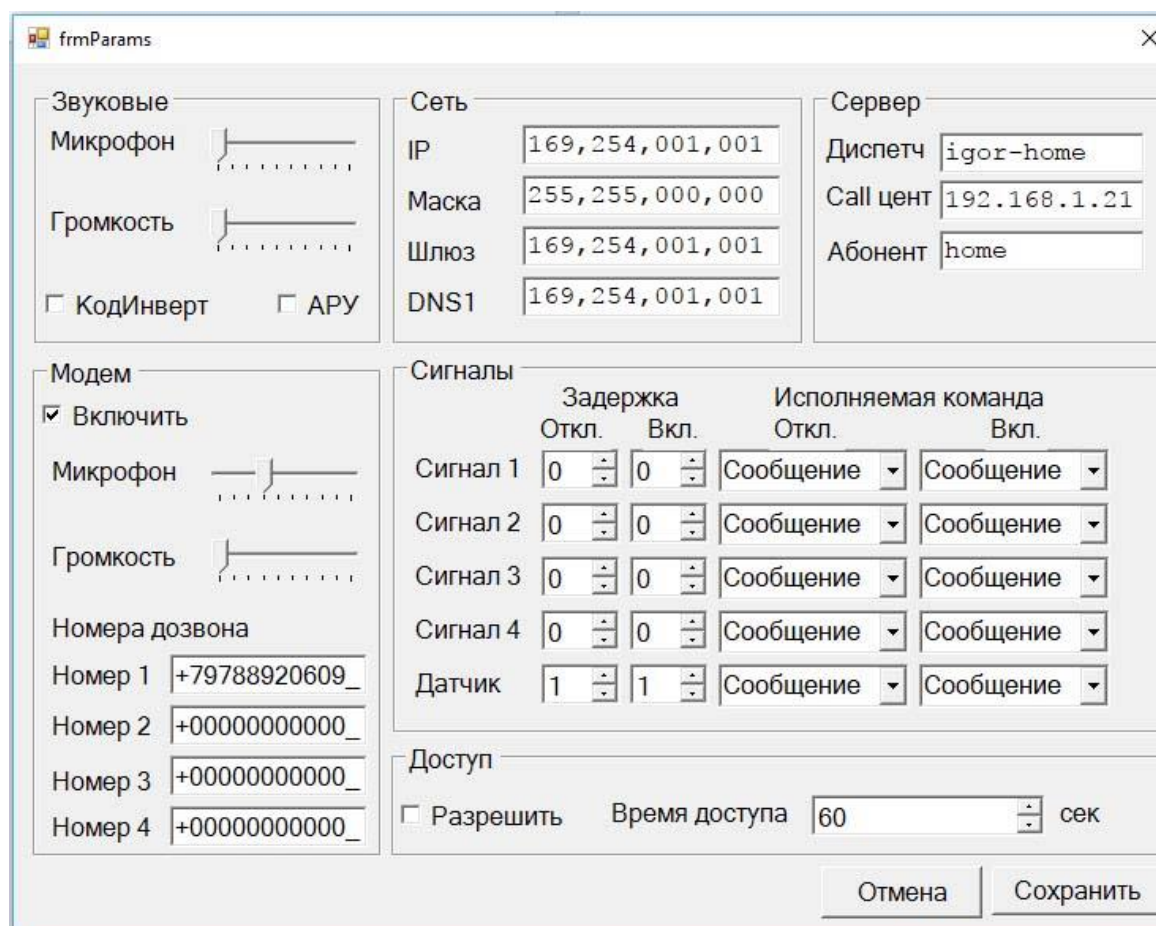 frmParams
Звуковые
Микрофон
Громкость
КодИнверт АРУ
Сеть
IP 169,254,001,001
Маска 255,255,000,000
Шлюз 169,254,001,001
DNS1 169,254,001,001
Сервер
Диспетч igor-home
Call цент 192.168.1.21
Абонент home
Модем
Включить
Микрофон
Громкость
Номера дозвона
Номер 1 +79788920609_
Номер 2 +00000000000_
Номер 3 +00000000000_
Номер 4 +00000000000_
Сигналы
Задержка Исполняемая команда
Откл. Вкл. Откл. Вкл.
Сигнал 1 0 0 Сообщение Сообщение
Сигнал 2 0 0 Сообщение Сообщение
Сигнал 3 0 0 Сообщение Сообщение
Сигнал 4 0 0 Сообщение Сообщение
Датчик 1 1 Сообщение Сообщение
Доступ
Разрешить Время доступа 60 сек
Отмена Сохранить